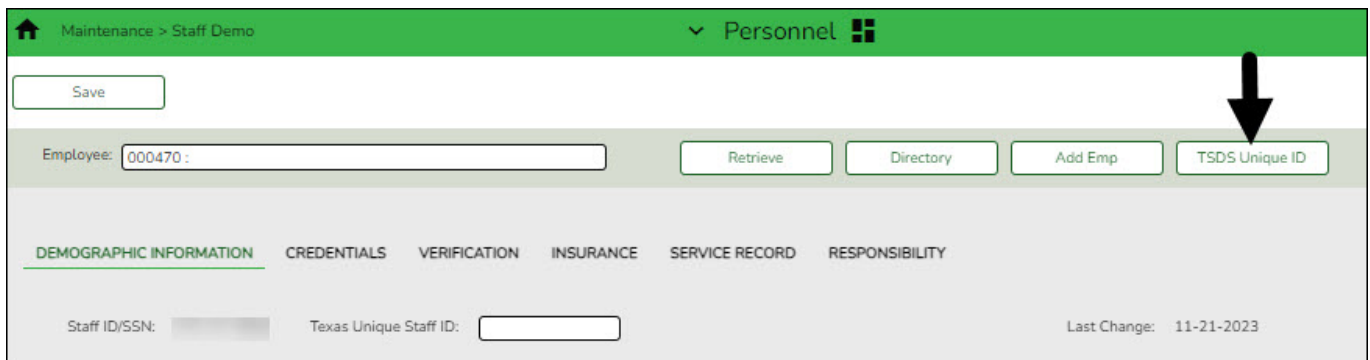 Maintenance > Staff Demo
Personnel
Save
Employee: 000470 :
Retrieve Directory Add Emp TSDS Unique ID
DEMOGRAPHIC INFORMATION CREDENTIALS VERIFICATION INSURANCE SERVICE RECORD RESPONSIBILITY
Staff ID/SSN: Texas Unique Staff ID: Last Change: 11-21-2023